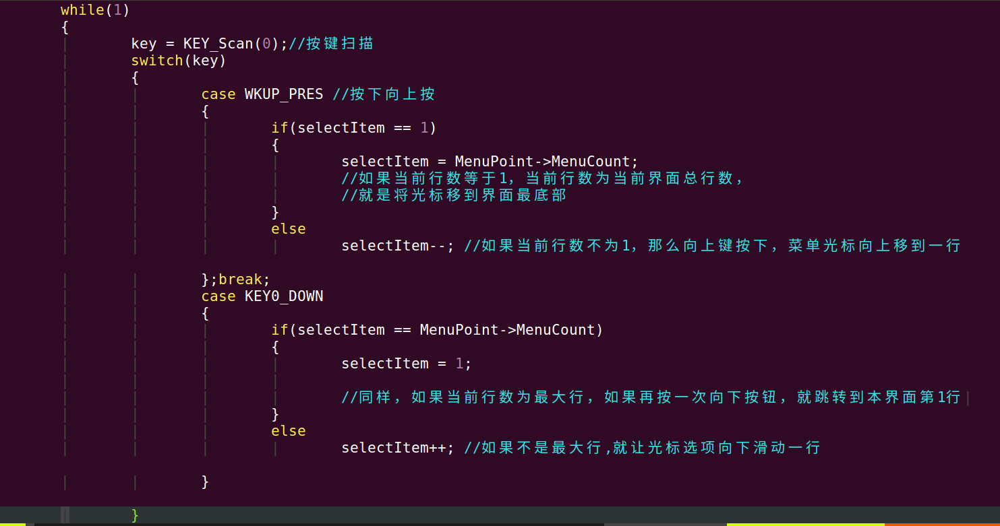 while(1)
{
key = KEY_Scan(0);//按键扫描
switch(key)
{
case WKUP_PRES //按下向上按
{
if(selectItem == 1)
{
selectItem = MenuPoint->MenuCount;
//如果当前行数等于1，当前行数为当前界面总行数，
//就是将光标移到界面最底部
}
else
selectItem--; //如果当前行数不为1，那么向上键按下，菜单光标向上移到一行
};break;
case KEY0_DOWN
{
if(selectItem == MenuPoint->MenuCount)
{
selectItem = 1;
//同样，如果当前行数为最大行，如果再按一次向下按钮，就跳转到本界面第1行
}
else
selectItem++; //如果不是最大行,就让光标选项向下滑动一行
}
}